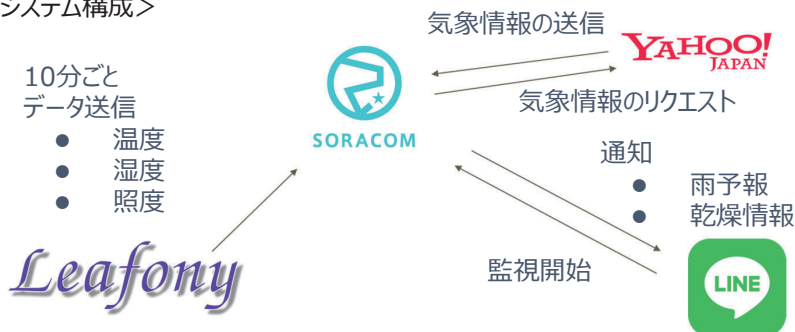 システム構成＞
気象情報の送信
YAHOO!
JAPAN
10分ごと
データ送信
● 温度
● 湿度
● 照度
SORACOM
気象情報のリクエスト
通知
● 雨予報
● 乾燥情報
監視開始
Leafony
LINE